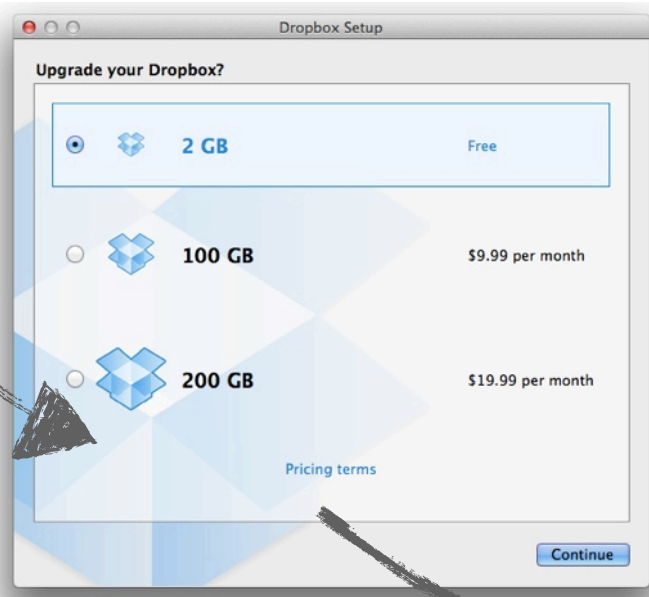 Dropbox Setup
Upgrade your Dropbox?
2 GB Free
100 GB $9.99 per month
200 GB $19.99 per month
Pricing terms
Continue